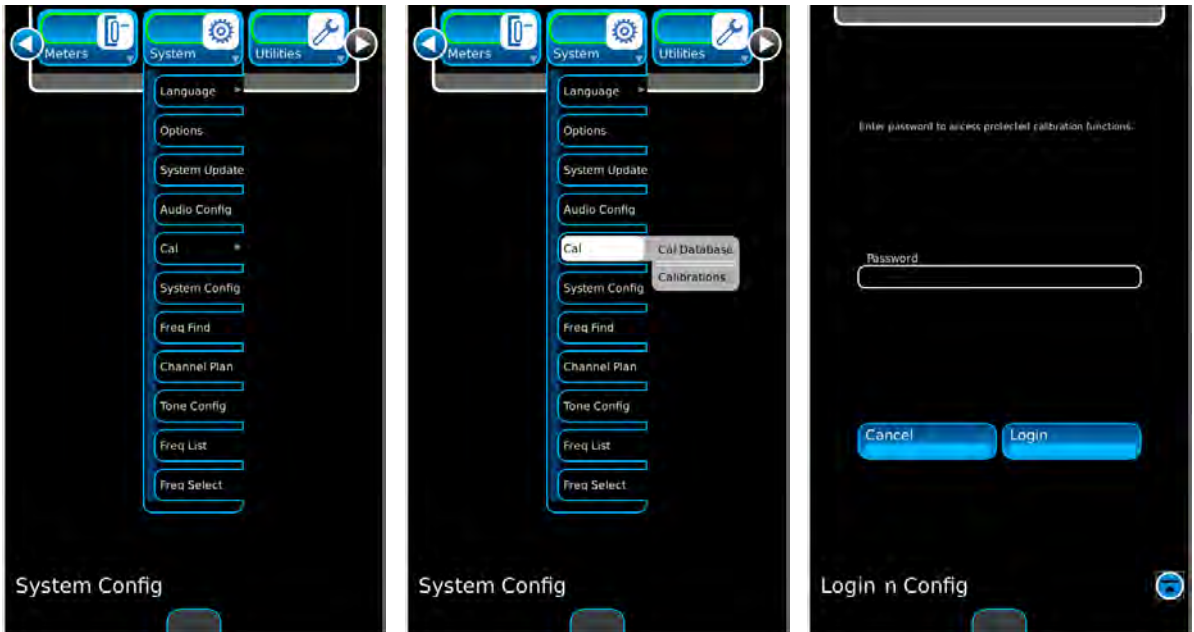 Meters System Utilities
Language
Options
System Update
Audio Config
Cal
System Config
Freq Find
Channel Plan
Tone Config
Freq List
Freq Select
System Config
Meters System Utilities
Language
Options
System Update
Audio Config
Cal Cal Database
Calibrations
System Config
Freq Find
Channel Plan
Tone Config
Freq List
Freq Select
System Config
Enter password to access protected calibration functions.
Password
Cancel Login
Login n Config